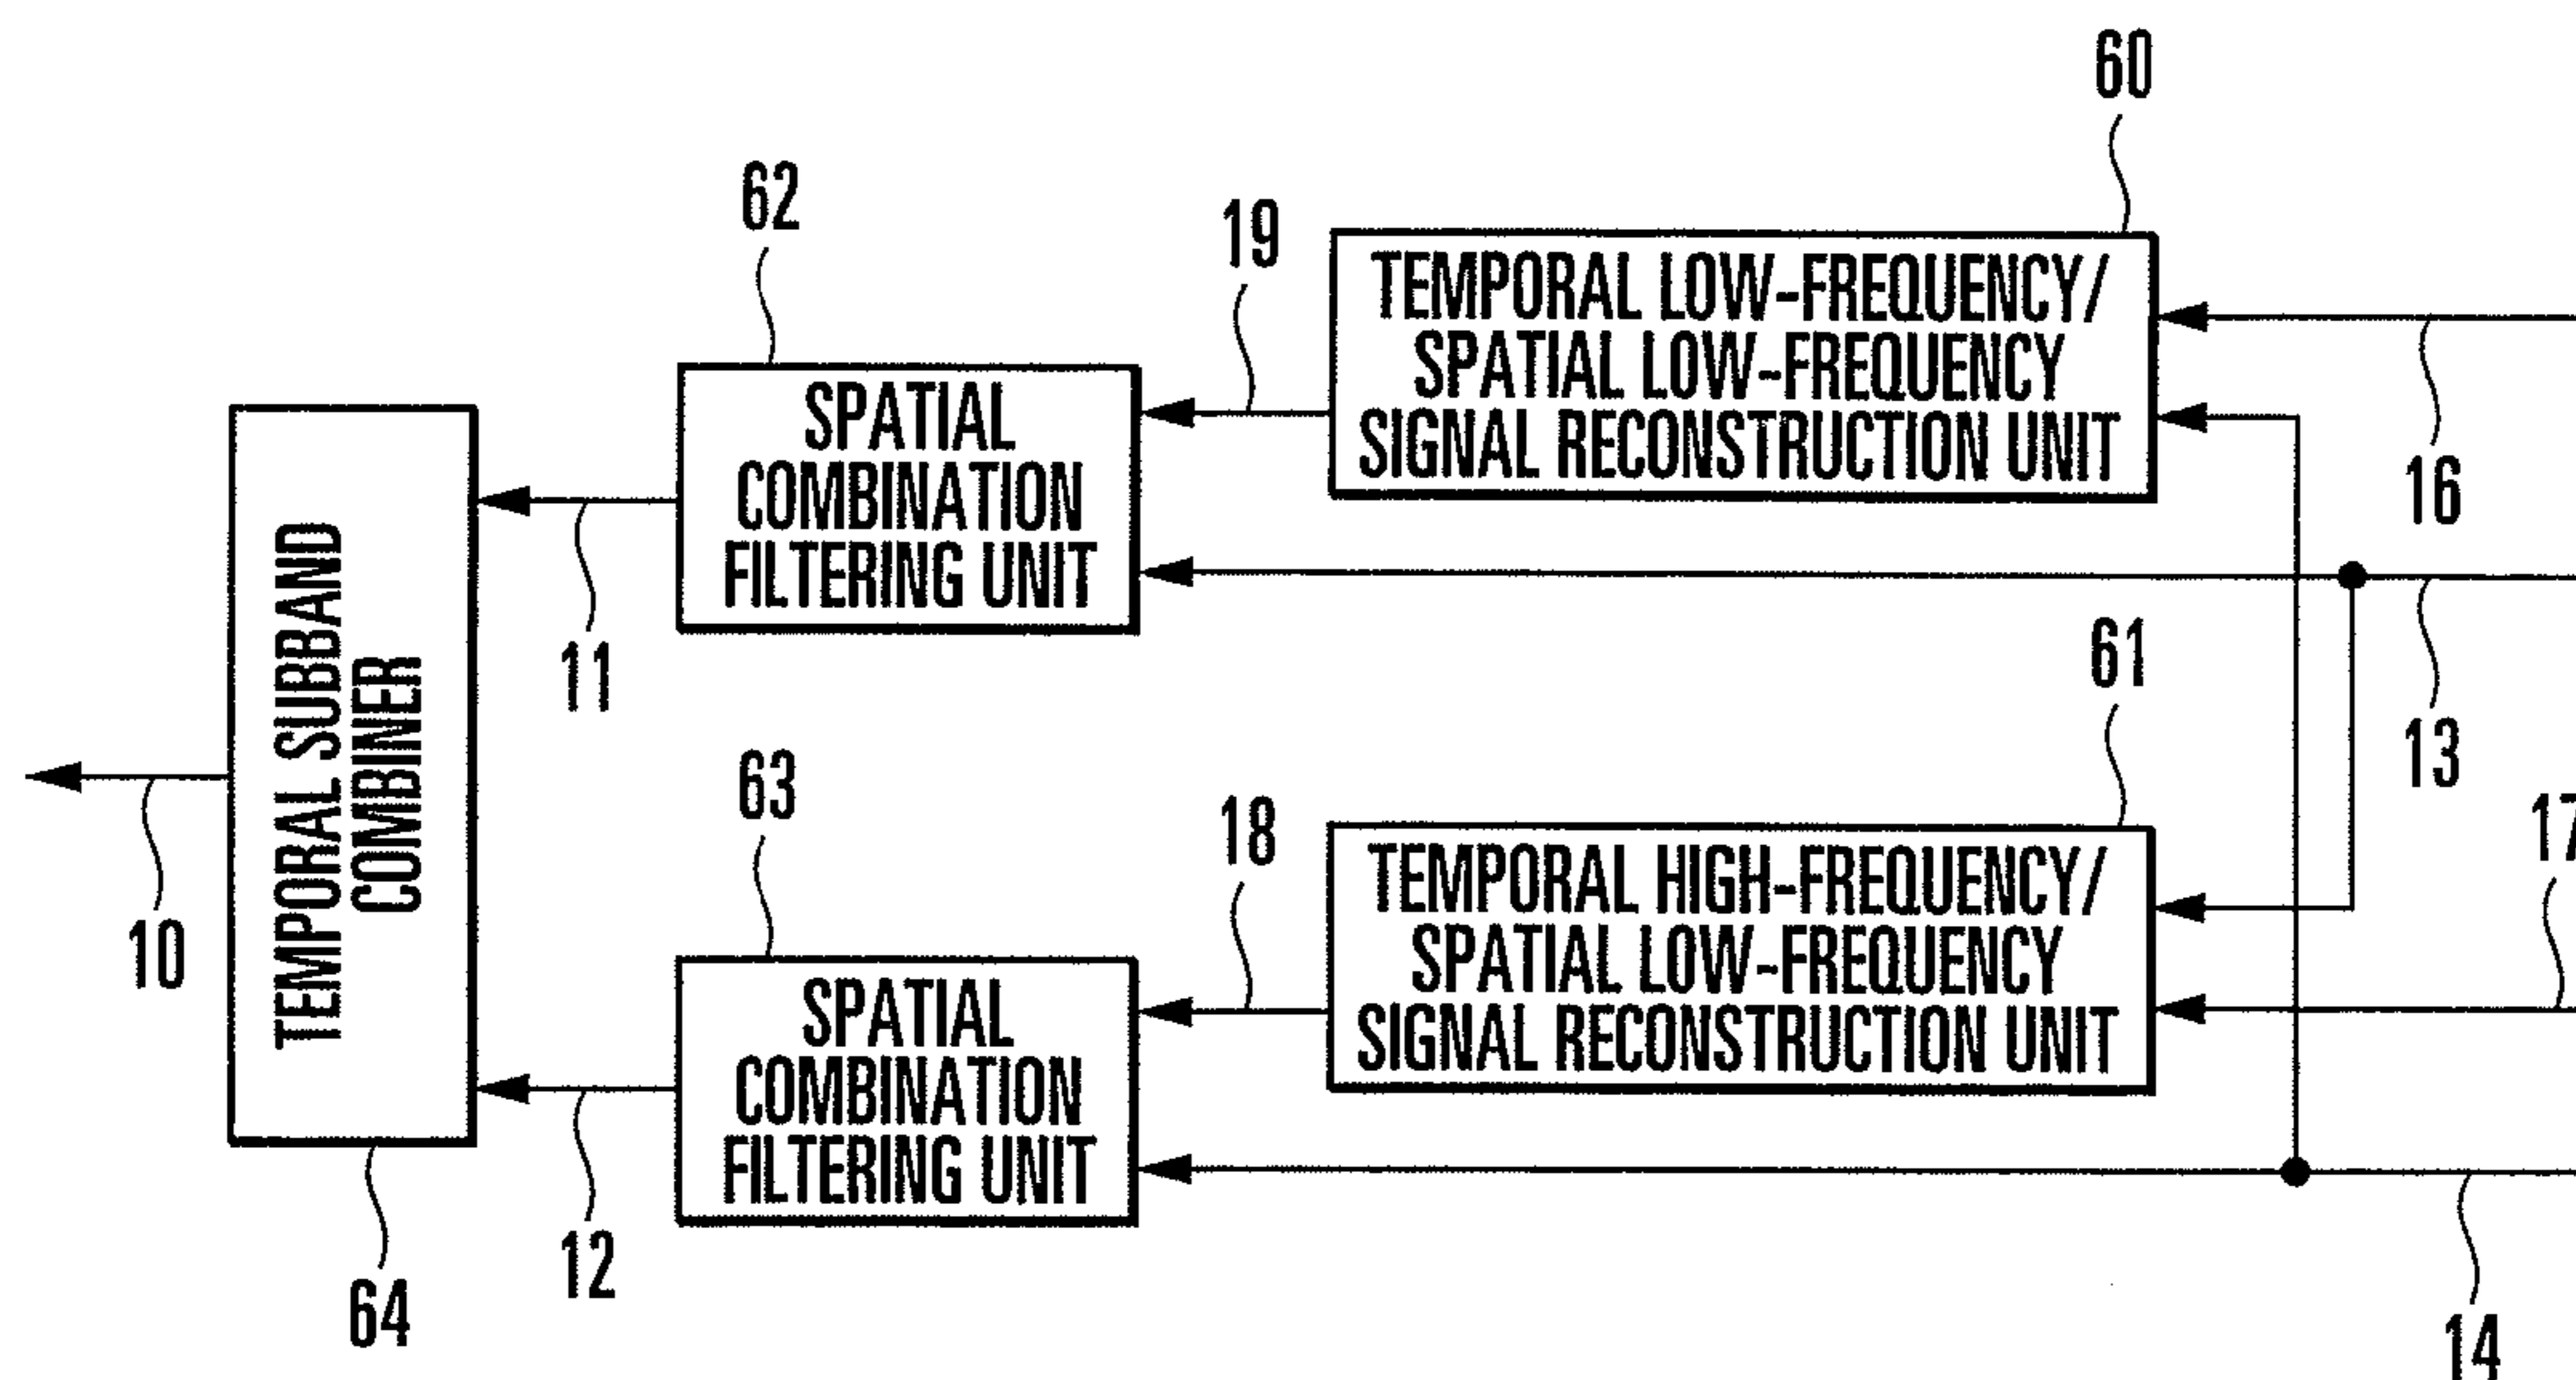 60
62
19
TEMPORAL LOW-FREQUENCY/
SPATIAL LOW-FREQUENCY
SIGNAL RECONSTRUCTION UNIT
16
SPATIAL
COMBINATION
FILTERING UNIT
11
13
TEMPORAL SUBBAND
COMBINER
10
61
63
18
17
TEMPORAL HIGH-FREQUENCY/
SPATIAL LOW-FREQUENCY
SIGNAL RECONSTRUCTION UNIT
SPATIAL
COMBINATION
FILTERING UNIT
12
64
14